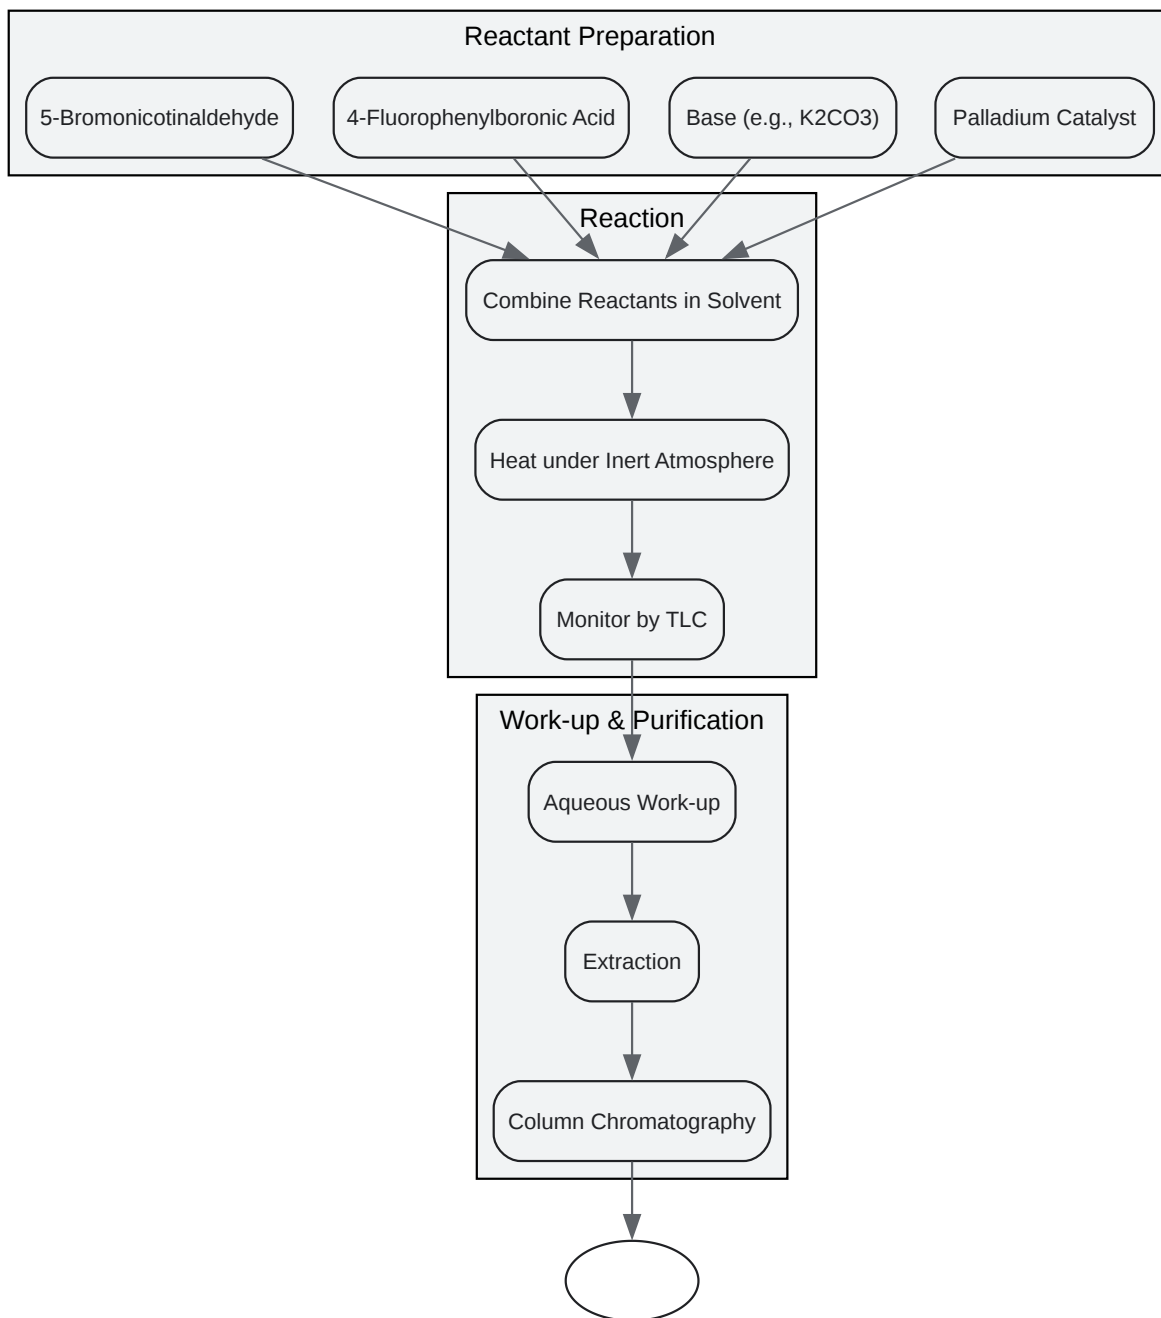 Reactant Preparation
5-Bromonicotinaldehyde
4-Fluorophenylboronic Acid
Base (e.g., K2CO3)
Palladium Catalyst
Reaction
Combine Reactants in Solvent
Heat under Inert Atmosphere
Monitor by TLC
Work-up & Purification
Aqueous Work-up
Extraction
Column Chromatography